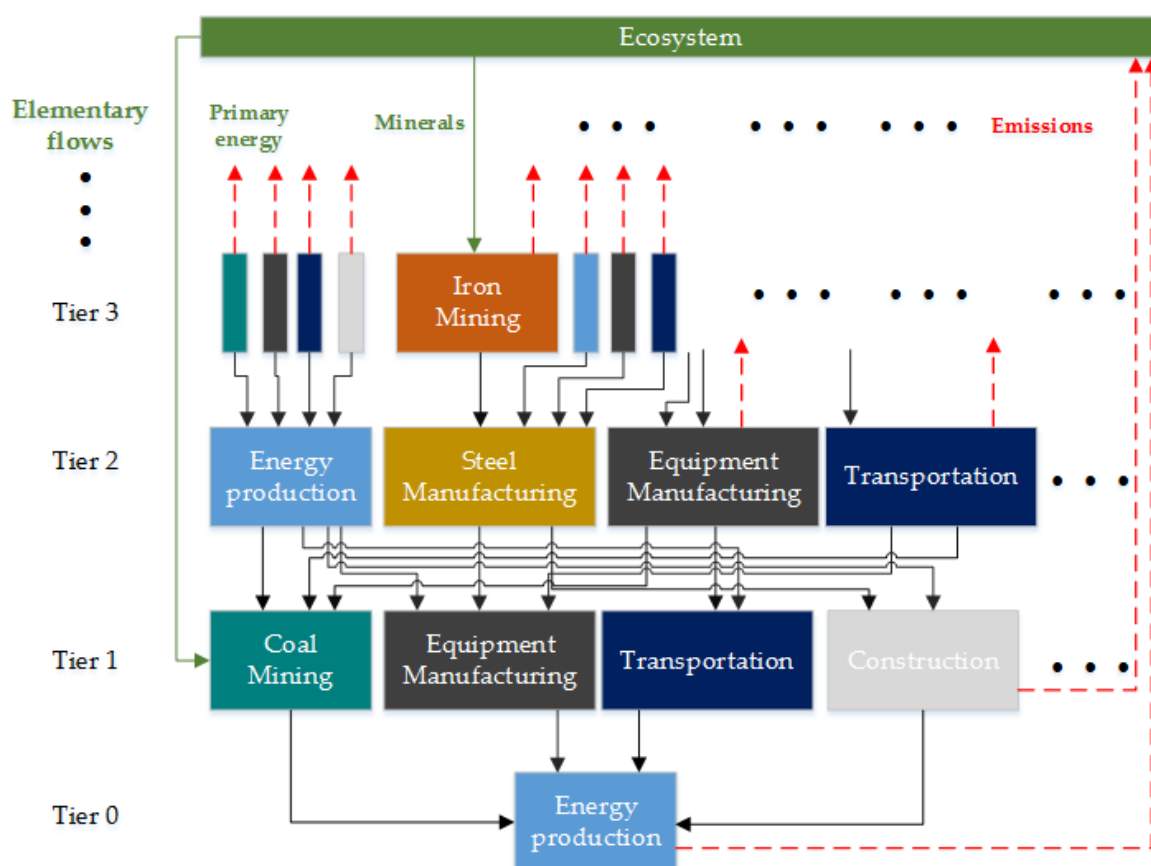 Ecosystem
Elementary
flows
Primary
energy
Minerals
Emissions
Tier 3
Iron
Mining
Tier 2
Energy
production
Steel
Manufacturing
Equipment
Manufacturing
Transportation
Tier 1
Coal
Mining
Equipment
Manufacturing
Transportation
Construction
Tier 0
Energy
production